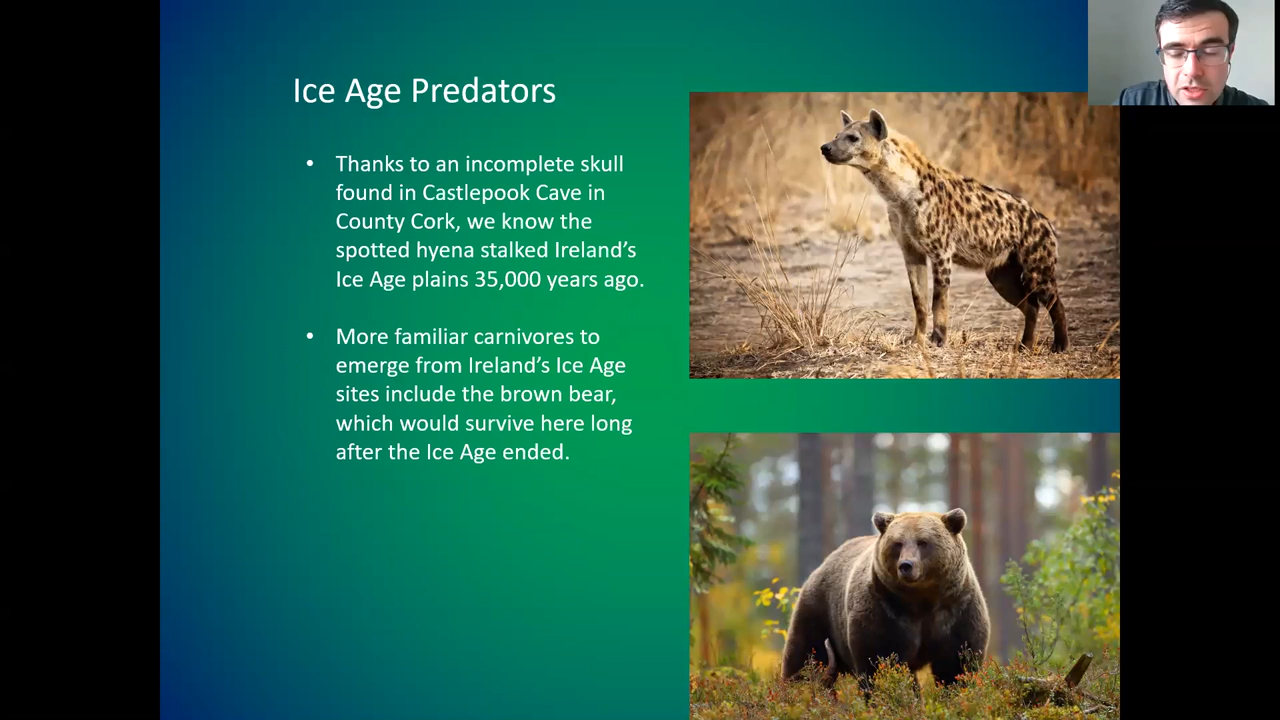 Ice Age Predators
• Thanks to an incomplete skull
found in Castlepook Cave in
County Cork, we know the
spotted hyena stalked Ireland’s
Ice Age plains 35,000 years ago.
• More familiar carnivores to
emerge from Ireland’s Ice Age
sites include the brown bear,
which would survive here long
after the Ice Age ended.